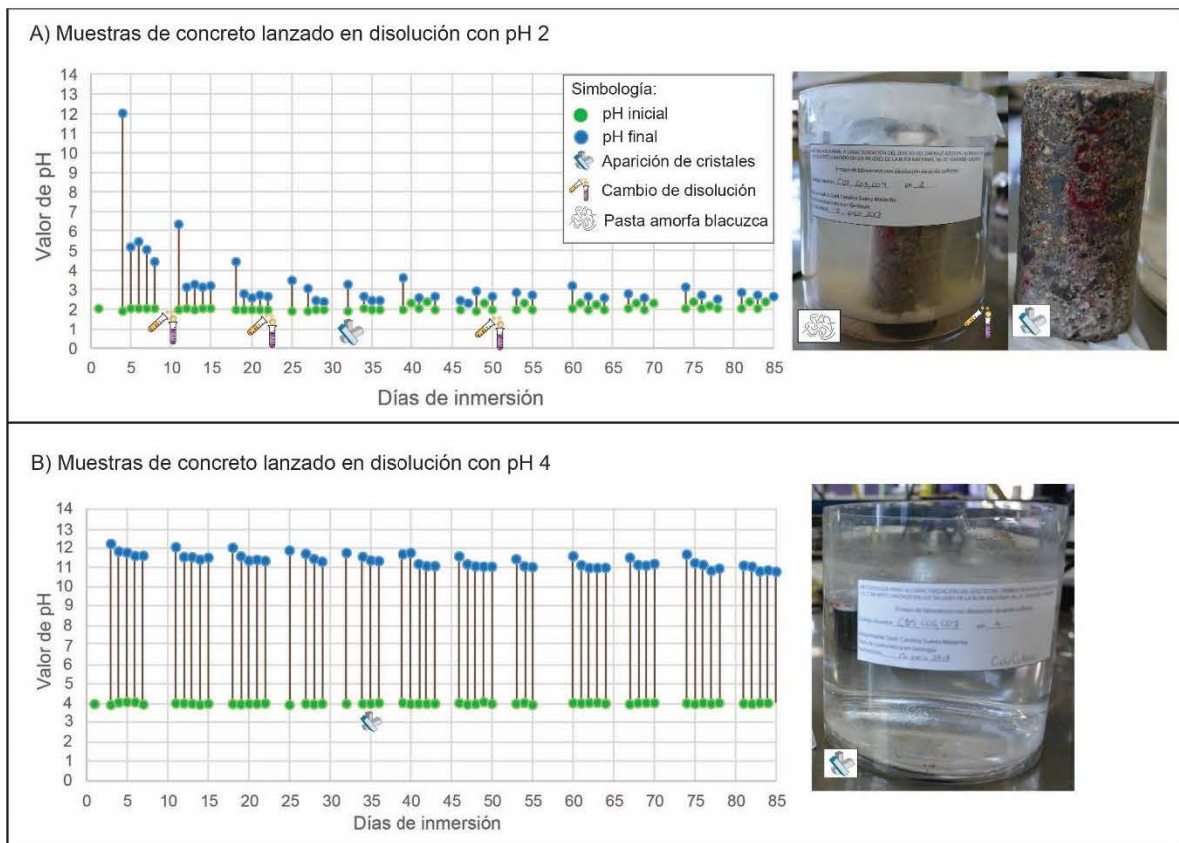 A) Muestras de concreto lanzado en disolución con pH 2
Valor de pH
14
13
12
11
10
9
8
7
6
5
4
3
2
1
0
0 5 10 15 20 25 30 35 40 45 50 55 60 65 70 75 80 85
Días de inmersión
Simbología:
pH inicial
pH final
Aparición de cristales
Cambio de disolución
Pasta amorfa blacuzca
B) Muestras de concreto lanzado en disolución con pH 4
Valor de pH
14
13
12
11
10
9
8
7
6
5
4
3
2
1
0
0 5 10 15 20 25 30 35 40 45 50 55 60 65 70 75 80 85
Días de inmersión